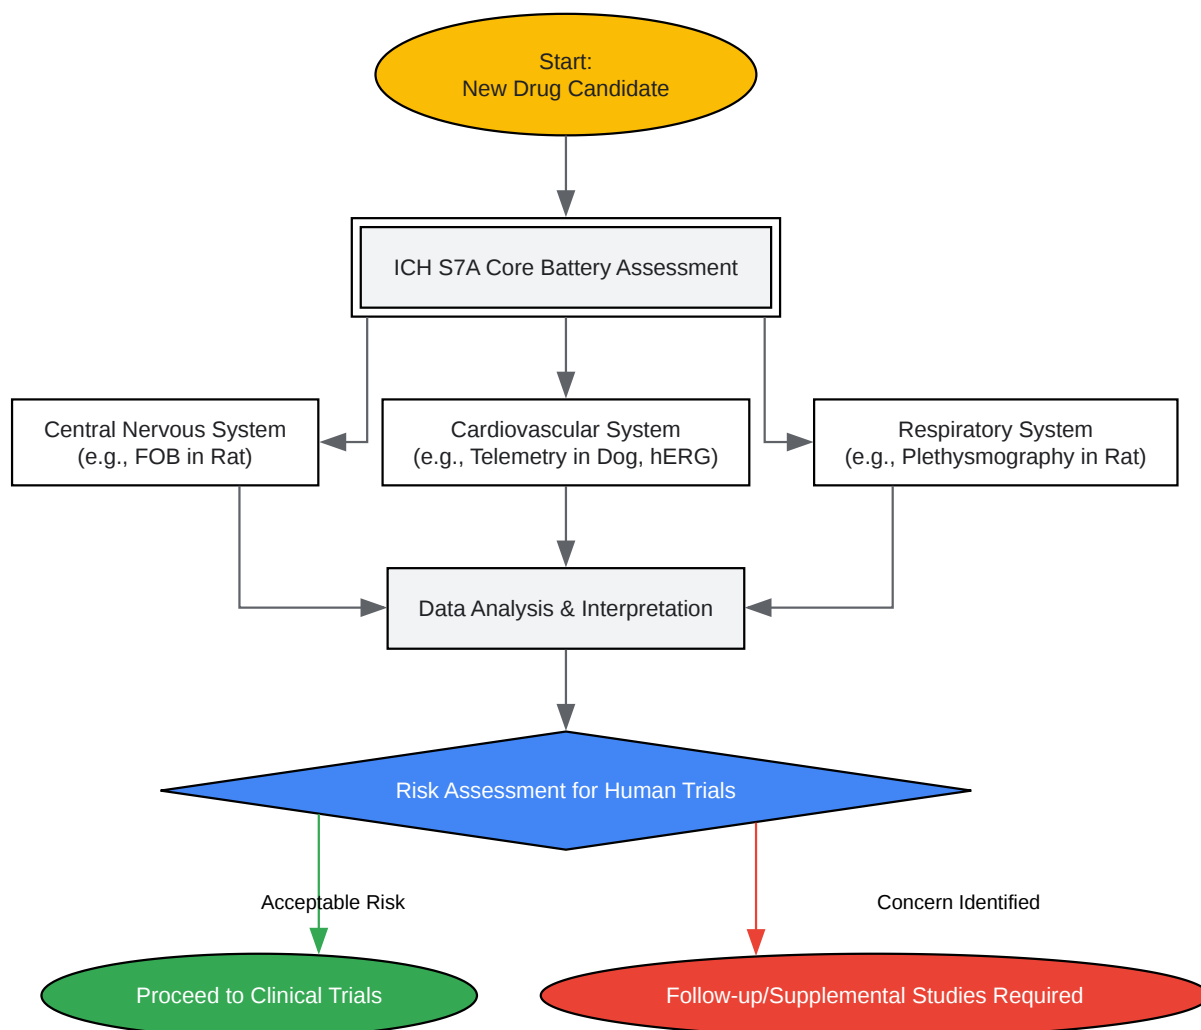 Start:
New Drug Candidate
ICH S7A Core Battery Assessment
Central Nervous System
(e.g., FOB in Rat)
Cardiovascular System
(e.g., Telemetry in Dog, hERG)
Respiratory System
(e.g., Plethysmography in Rat)
Data Analysis & Interpretation
Risk Assessment for Human Trials
Acceptable Risk
Concern Identified
Proceed to Clinical Trials
Follow-up/Supplemental Studies Required